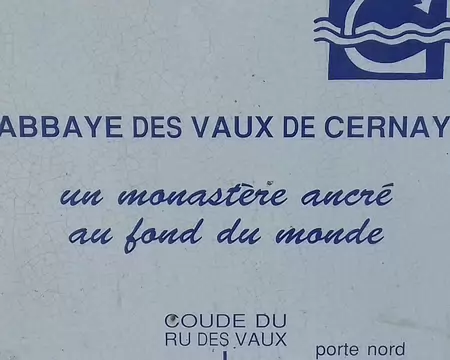 ABBAYE DES VAUX DE CERNAY
un monastère ancré
au fond du monde
COUDE DU
RU DES VAUX
porte nord